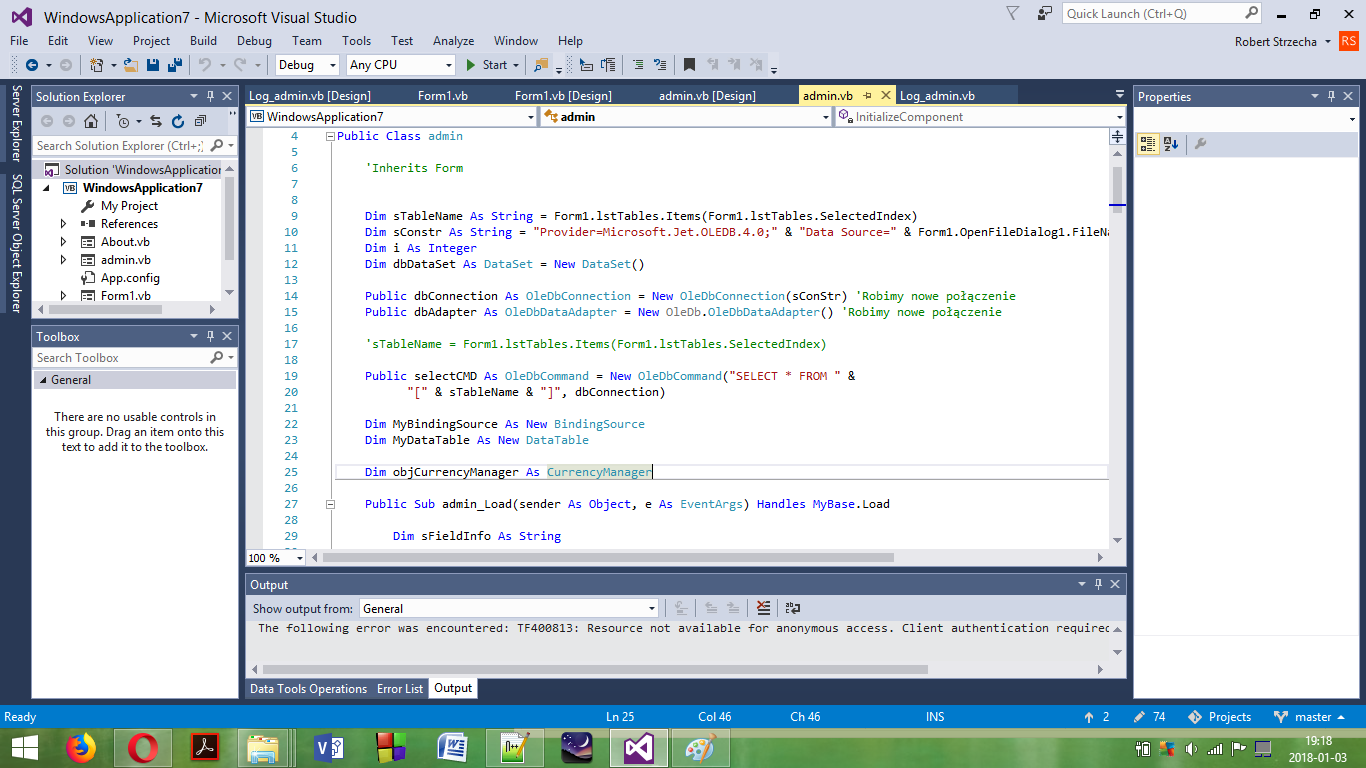 WindowsApplication7 - Microsoft Visual Studio
Quick Launch (Ctrl+Q)
File Edit View Project Build Debug Team Tools Test Analyze Window Help
Robert Strzecha RS
Debug Any CPU Start
Server Explorer
SQL Server Object Explorer
Solution Explorer
Search Solution Explorer (Ctrl+;)
Solution 'WindowsApplication
VB WindowsApplication7
My Project
References
About.vb
admin.vb
App.config
Form1.vb
Toolbox
Search Toolbox
General
There are no usable controls in
this group. Drag an item onto this
text to add it to the toolbox.
Log_admin.vb [Design] Form1.vb Form1.vb [Design] admin.vb [Design] admin.vb Log_admin.vb
VB WindowsApplication7 admin InitializeComponent
4 Public Class admin
5
6 'Inherits Form
7
8
9 Dim sTableName As String = Form1.lstTables.Items(Form1.lstTables.SelectedIndex)
10 Dim sConstr As String = "Provider=Microsoft.Jet.OLEDB.4.0;" & "Data Source=" & Form1.OpenFileDialog1.FileNa
11 Dim i As Integer
12 Dim dbDataSet As DataSet = New DataSet()
13
14 Public dbConnection As OleDbConnection = New OleDbConnection(sConStr) 'Robimy nowe połączenie
15 Public dbAdapter As OleDbDataAdapter = New OleDb.OleDbDataAdapter() 'Robimy nowe połączenie
16
17 'sTableName = Form1.lstTables.Items(Form1.lstTables.SelectedIndex)
18
19 Public selectCMD As OleDbCommand = New OleDbCommand("SELECT * FROM " &
20 "[" & sTableName & "]", dbConnection)
21
22 Dim MyBindingSource As New BindingSource
23 Dim MyDataTable As New DataTable
24
25 Dim objCurrencyManager As CurrencyManager
26
27 Public Sub admin_Load(sender As Object, e As EventArgs) Handles MyBase.Load
28
29 Dim sFieldInfo As String
100 %
Output
Show output from: General
The following error was encountered: TF400813: Resource not available for anonymous access. Client authentication required
Data Tools Operations Error List Output
Properties
Ready Ln 25 Col 46 Ch 46 INS 2 74 Projects master
19:18
2018-01-03